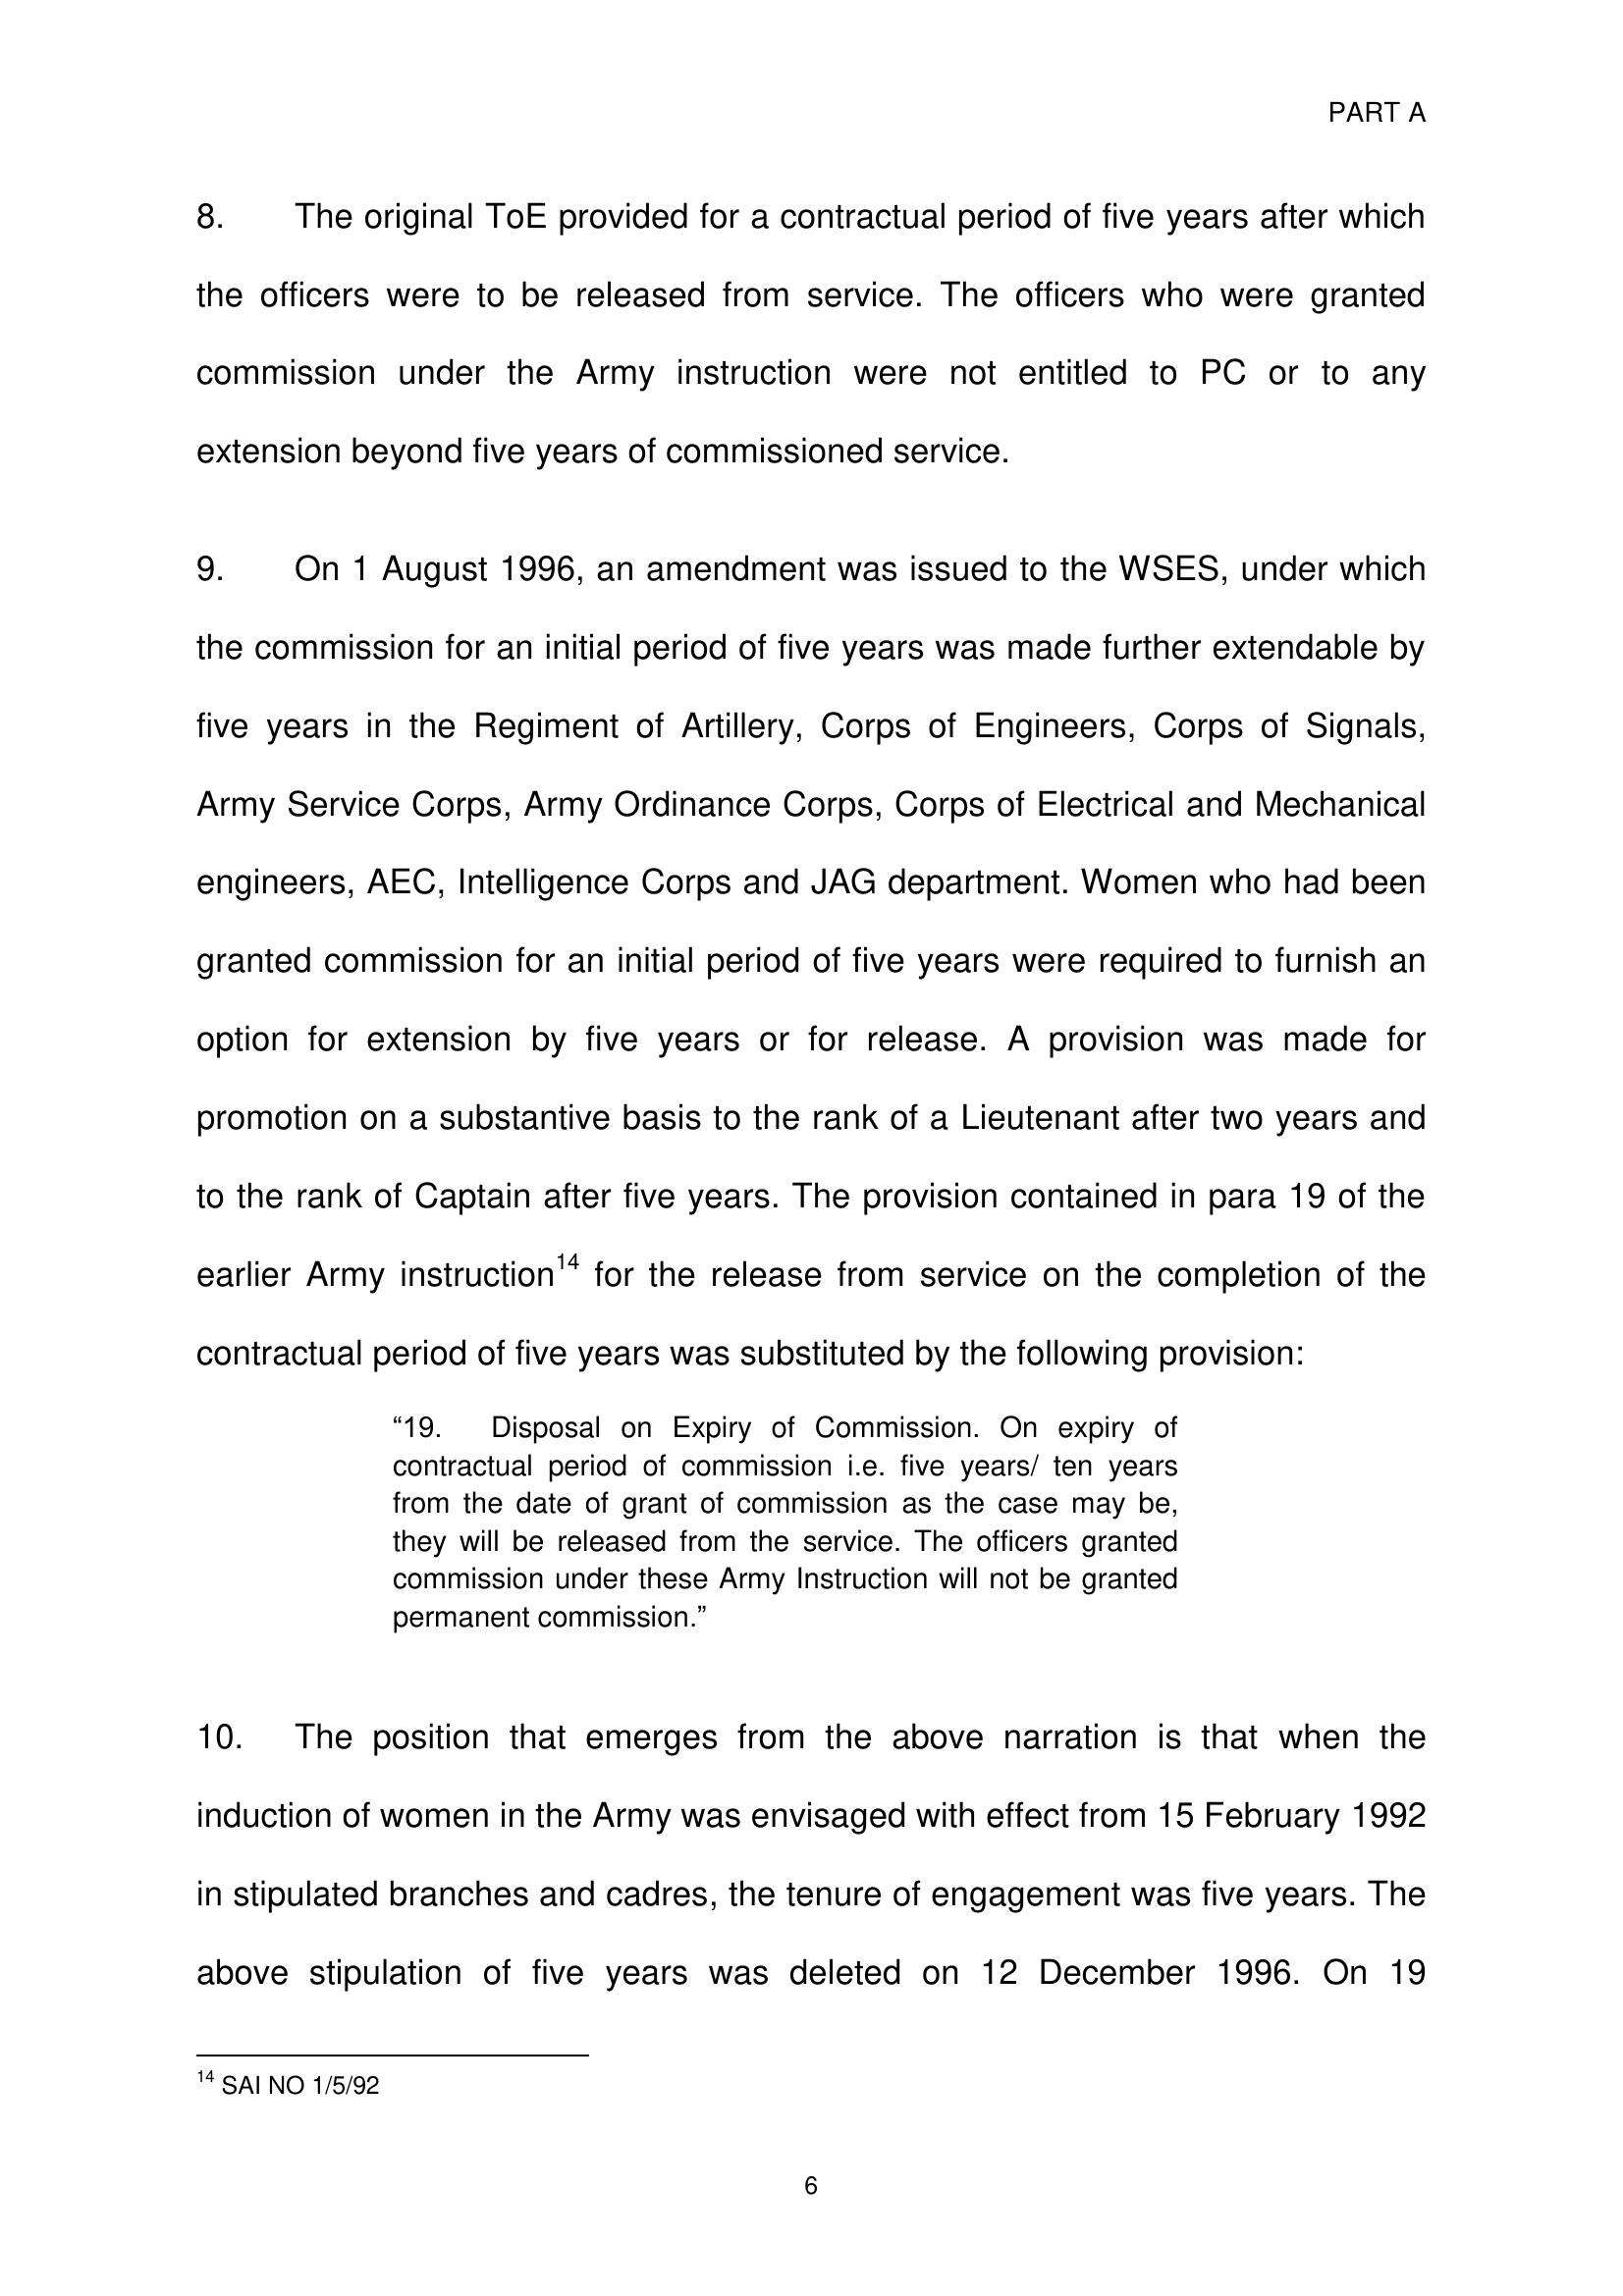 PART A
8. The original ToE provided for a contractual period of five years after which
the officers were to be released from service. The officers who were granted
commission under the Army instruction were not entitled to PC or to any
extension beyond five years of commissioned service.
9. On 1 August 1996, an amendment was issued to the WSES, under which
the commission for an initial period of five years was made further extendable by
five years in the Regiment of Artillery, Corps of Engineers, Corps of Signals,
Army Service Corps, Army Ordinance Corps, Corps of Electrical and Mechanical
engineers, AEC, Intelligence Corps and JAG department. Women who had been
granted commission for an initial period of five years were required to furnish an
option for extension by five years or for release. A provision was made for
promotion on a substantive basis to the rank of a Lieutenant after two years and
to the rank of Captain after five years. The provision contained in para 19 of the
earlier Army instruction14 for the release from service on the completion of the
contractual period of five years was substituted by the following provision:
“19. Disposal on Expiry of Commission. On expiry of
contractual period of commission i.e. five years/ ten years
from the date of grant of commission as the case may be,
they will be released from the service. The officers granted
commission under these Army Instruction will not be granted
permanent commission.”
10. The position that emerges from the above narration is that when the
induction of women in the Army was envisaged with effect from 15 February 1992
in stipulated branches and cadres, the tenure of engagement was five years. The
above stipulation of five years was deleted on 12 December 1996. On 19
14 SAI NO 1/5/92
6